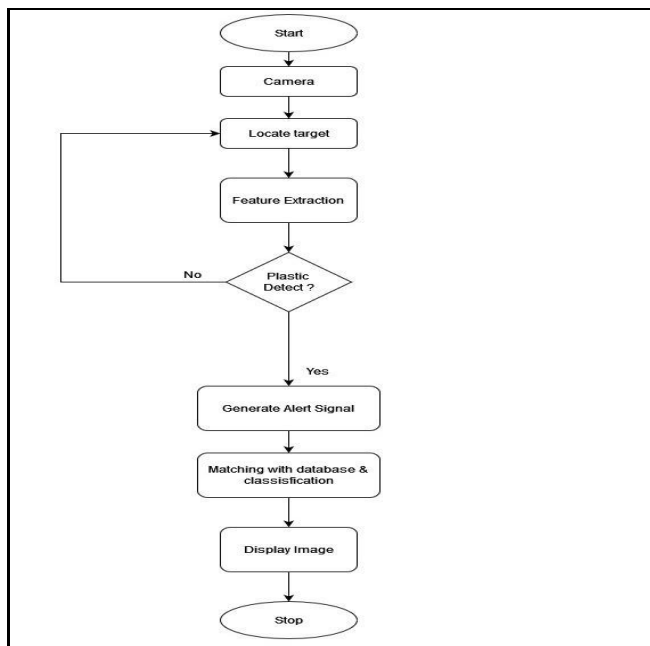 Start
Camera
Locate target
Feature Extraction
No
Plastic
Detect ?
Yes
Generate Alert Signal
Matching with database &
classisfication
Display Image
Stop